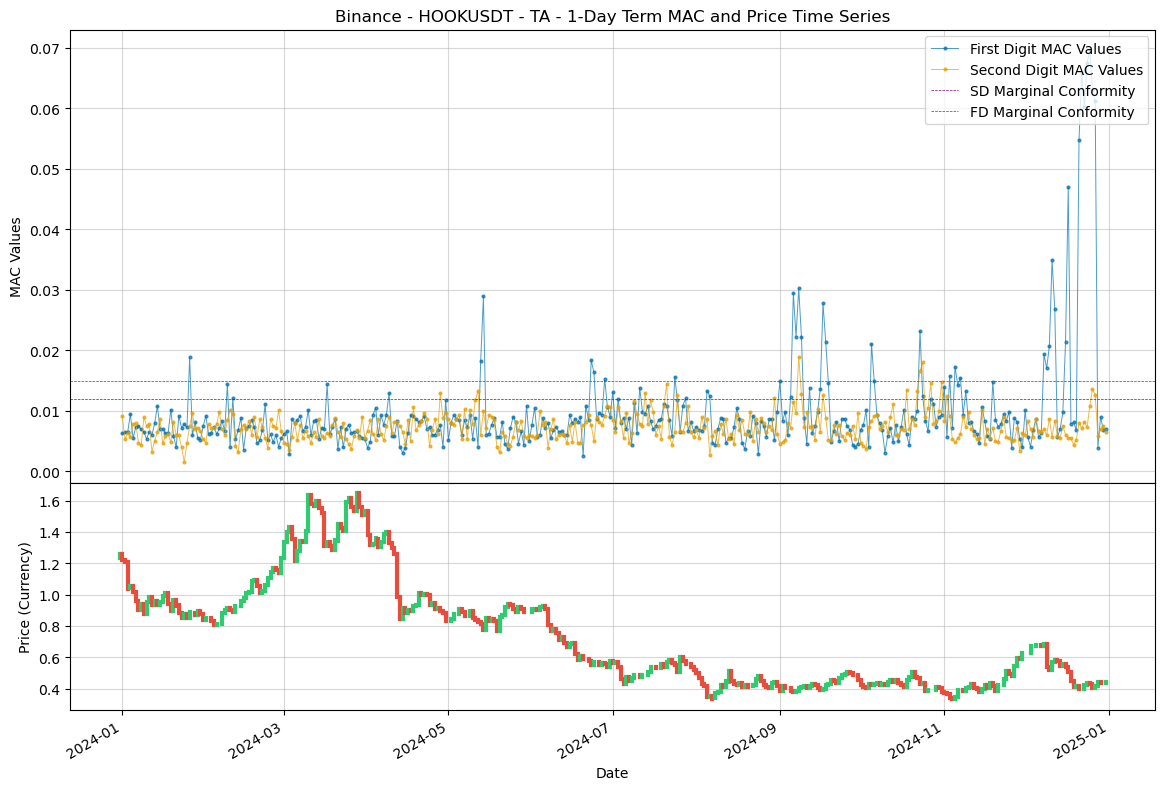 Binance - HOOKUSDT - TA - 1-Day Term MAC and Price Time Series
First Digit MAC Values
Second Digit MAC Values
SD Marginal Conformity
FD Marginal Conformity
MAC Values
0.07
0.06
0.05
0.04
0.03
0.02
0.01
0.00
Price (Currency)
1.6
1.4
1.2
1.0
0.8
0.6
0.4
2024-01
2024-03
2024-05
2024-07
2024-09
2024-11
2025-01
Date